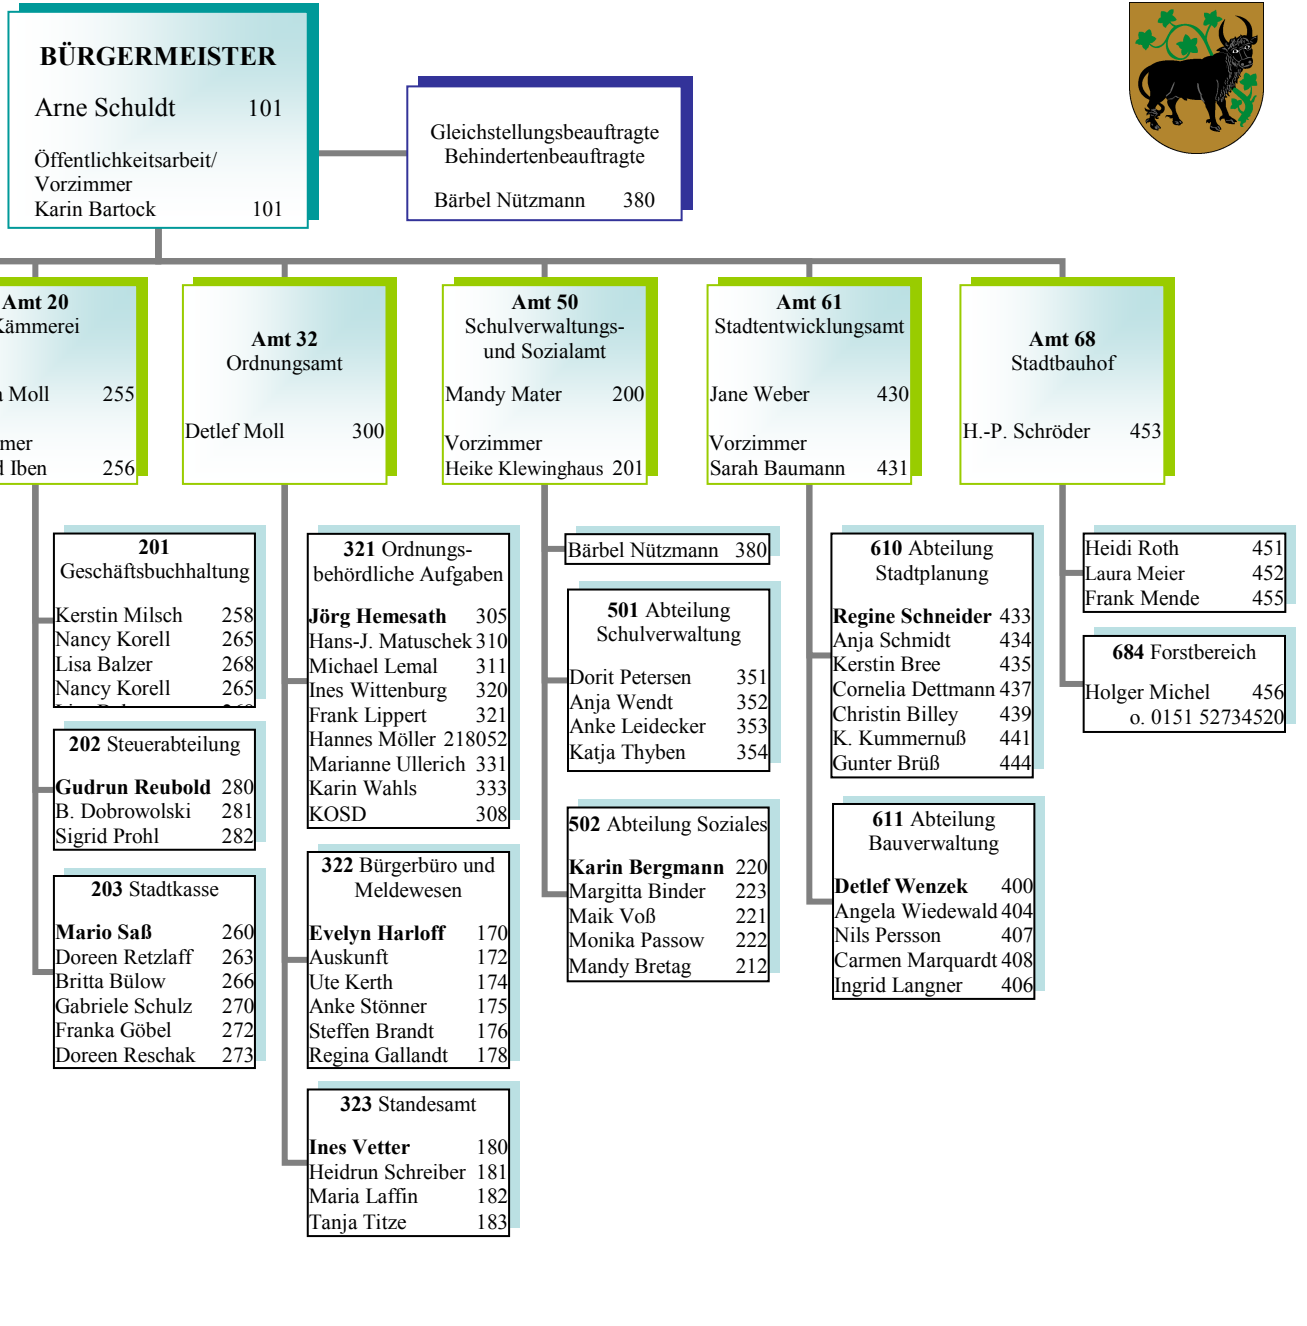 BÜRGERMEISTER
Arne Schuldt 101
Öffentlichkeitsarbeit/
Vorzimmer
Karin Bartock 101
Gleichstellungsbeauftragte
Behindertenbeauftragte
Bärbel Nützmann 380
Amt 20
Kämmerei
Moll 255
mer
Iben 256
Amt 32
Ordnungsamt
Detlef Moll 300
Amt 50
Schulverwaltungs-
und Sozialamt
Mandy Mater 200
Vorzimmer
Heike Klewinghaus 201
Amt 61
Stadtentwicklungsamt
Jane Weber 430
Vorzimmer
Sarah Baumann 431
Amt 68
Stadtbauhof
H.-P. Schröder 453
201
Geschäftsbuchhaltung
Kerstin Milsch 258
Nancy Korell 265
Lisa Balzer 268
Nancy Korell 265
202 Steuerabteilung
Gudrun Reubold 280
B. Dobrowolski 281
Sigrid Prohl 282
203 Stadtkasse
Mario Saß 260
Doreen Retzlaff 263
Britta Bülow 266
Gabriele Schulz 270
Franka Göbel 272
Doreen Reschak 273
321 Ordnungs-
behördliche Aufgaben
Jörg Hemesath 305
Hans-J. Matuschek 310
Michael Lemal 311
Ines Wittenburg 320
Frank Lippert 321
Hannes Möller 218052
Marianne Ullerich 331
Karin Wahls 333
KOSD 308
322 Bürgerbüro und
Meldewesen
Evelyn Harloff 170
Auskunft 172
Ute Kerth 174
Anke Stönner 175
Steffen Brandt 176
Regina Gallandt 178
323 Standesamt
Ines Vetter 180
Heidrun Schreiber 181
Maria Laffin 182
Tanja Titze 183
Bärbel Nützmann 380
501 Abteilung
Schulverwaltung
Dorit Petersen 351
Anja Wendt 352
Anke Leidecker 353
Katja Thyben 354
502 Abteilung Soziales
Karin Bergmann 220
Margitta Binder 223
Maik Voß 221
Monika Passow 222
Mandy Bretag 212
610 Abteilung
Stadtplanung
Regine Schneider 433
Anja Schmidt 434
Kerstin Bree 435
Cornelia Dettmann 437
Christin Billey 439
K. Kummernuß 441
Gunter Brüß 444
611 Abteilung
Bauverwaltung
Detlef Wenzek 400
Angela Wiedewald 404
Nils Persson 407
Carmen Marquardt 408
Ingrid Langner 406
Heidi Roth 451
Laura Meier 452
Frank Mende 455
684 Forstbereich
Holger Michel 456
o. 0151 52734520